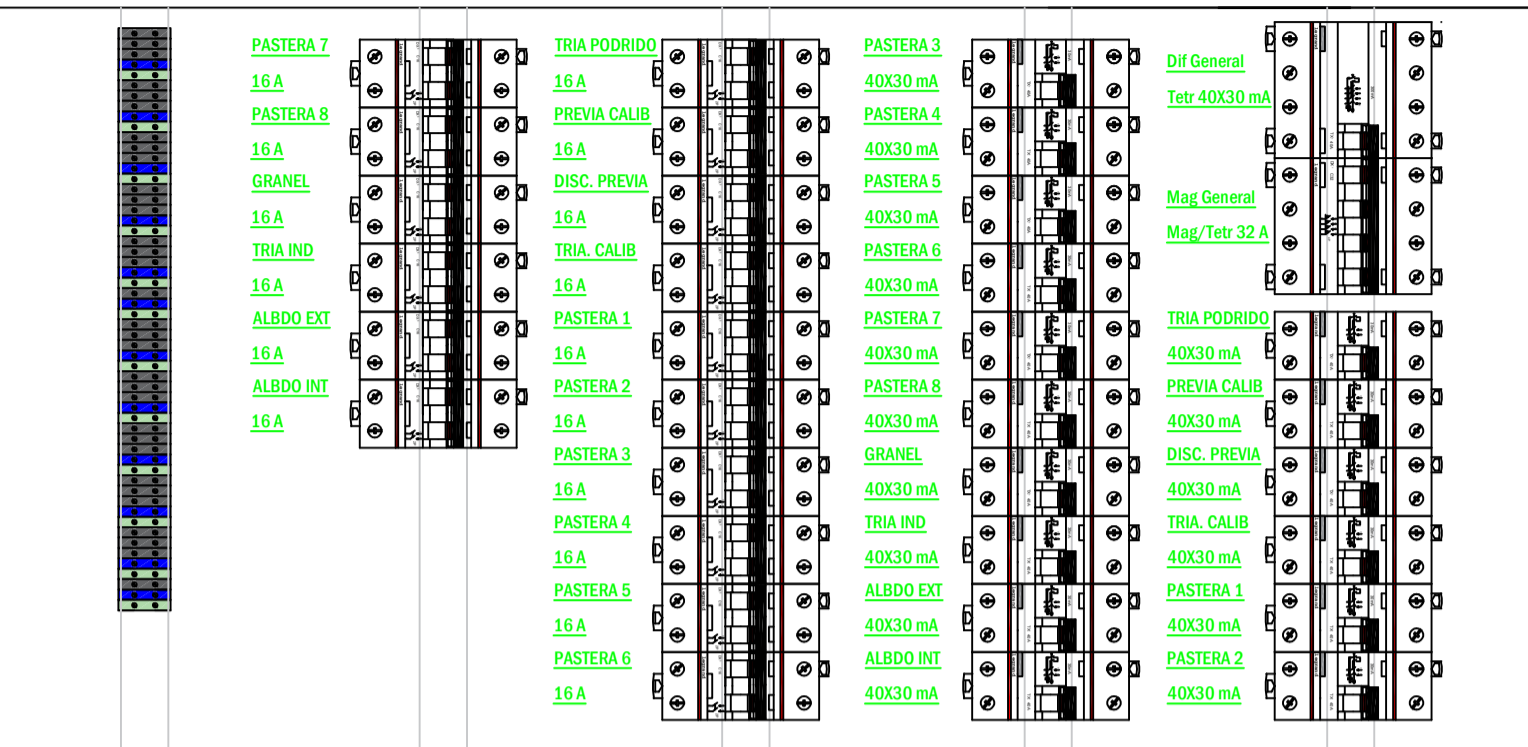 PASTERA 7
16 A
PASTERA 8
16 A
GRANEL
16 A
TRIA IND
16 A
ALBDO EXT
16 A
ALBDO INT
16 A
TRIA PODRIDO
16 A
PREVIA CALIB
16 A
DISC. PREVIA
16 A
TRIA. CALIB
16 A
PASTERA 1
16 A
PASTERA 2
16 A
PASTERA 3
16 A
PASTERA 4
16 A
PASTERA 5
16 A
PASTERA 6
16 A
PASTERA 3
40X30 mA
PASTERA 4
40X30 mA
PASTERA 5
40X30 mA
PASTERA 6
40X30 mA
PASTERA 7
40X30 mA
PASTERA 8
40X30 mA
GRANEL
40X30 mA
TRIA IND
40X30 mA
ALBDO EXT
40X30 mA
ALBDO INT
40X30 mA
Dif General
Tetr 40X30 mA
Mag General
Mag/Tetr 32 A
TRIA PODRIDO
40X30 mA
PREVIA CALIB
40X30 mA
DISC. PREVIA
40X30 mA
TRIA. CALIB
40X30 mA
PASTERA 1
40X30 mA
PASTERA 2
40X30 mA